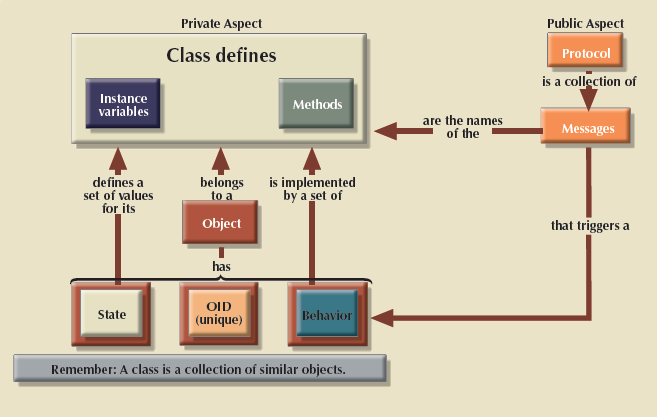 Private Aspect
Public Aspect
Class defines
Protocol
Instance
variables
Methods
is a collection of
Messages
are the names
of the
defines a
set of values
for its
belongs
to a
is implemented
by a set of
Object
that triggers a
has
State
OID
(unique)
Behavior
Remember: A class is a collection of similar objects.